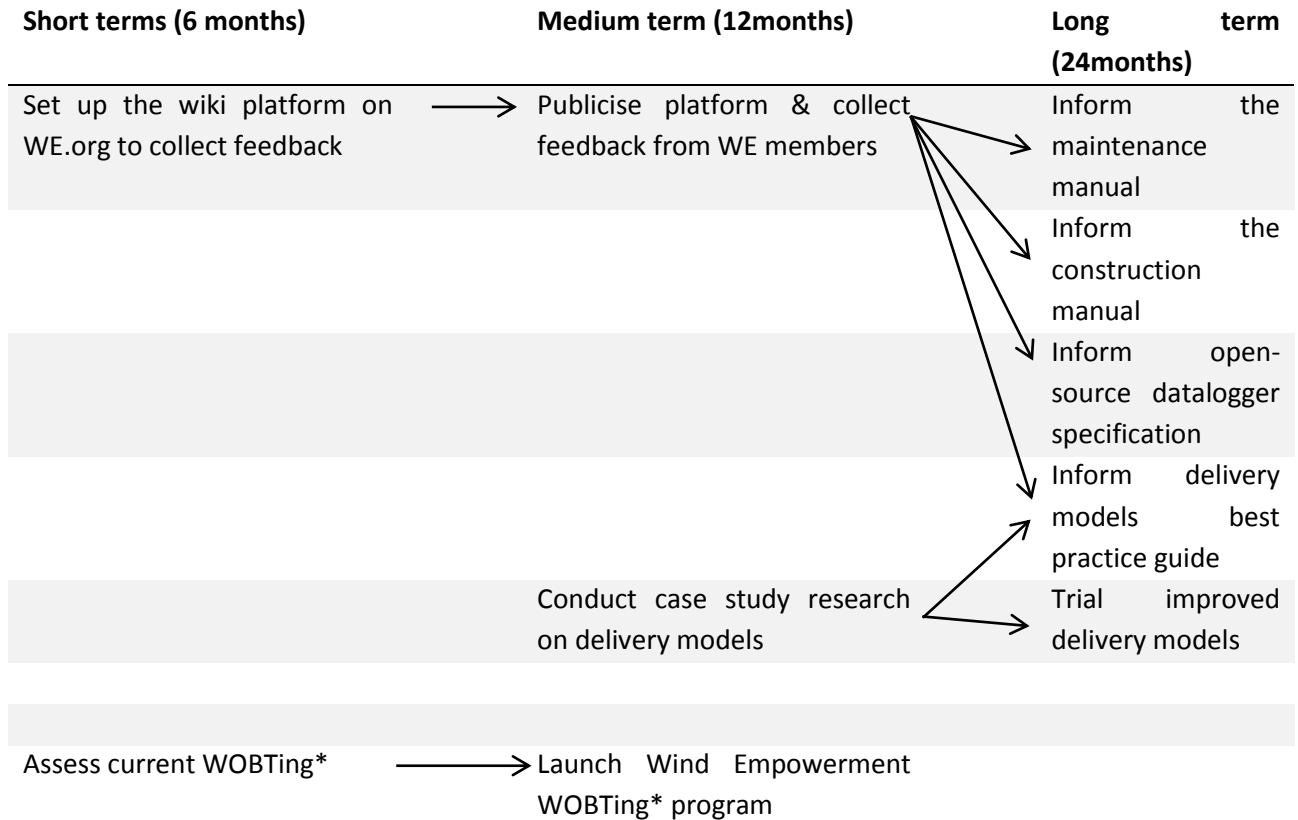 Short terms (6 months)
Medium term (12months)
Long term
(24months)
Set up the wiki platform on
WE.org to collect feedback
Publicise platform & collect
feedback from WE members
Inform the
maintenance
manual
Inform the
construction
manual
Inform open-
source datalogger
specification
Inform delivery
models best
practice guide
Conduct case study research
on delivery models
Trial improved
delivery models
Assess current WOBTing*
Launch Wind Empowerment
WOBTing* program